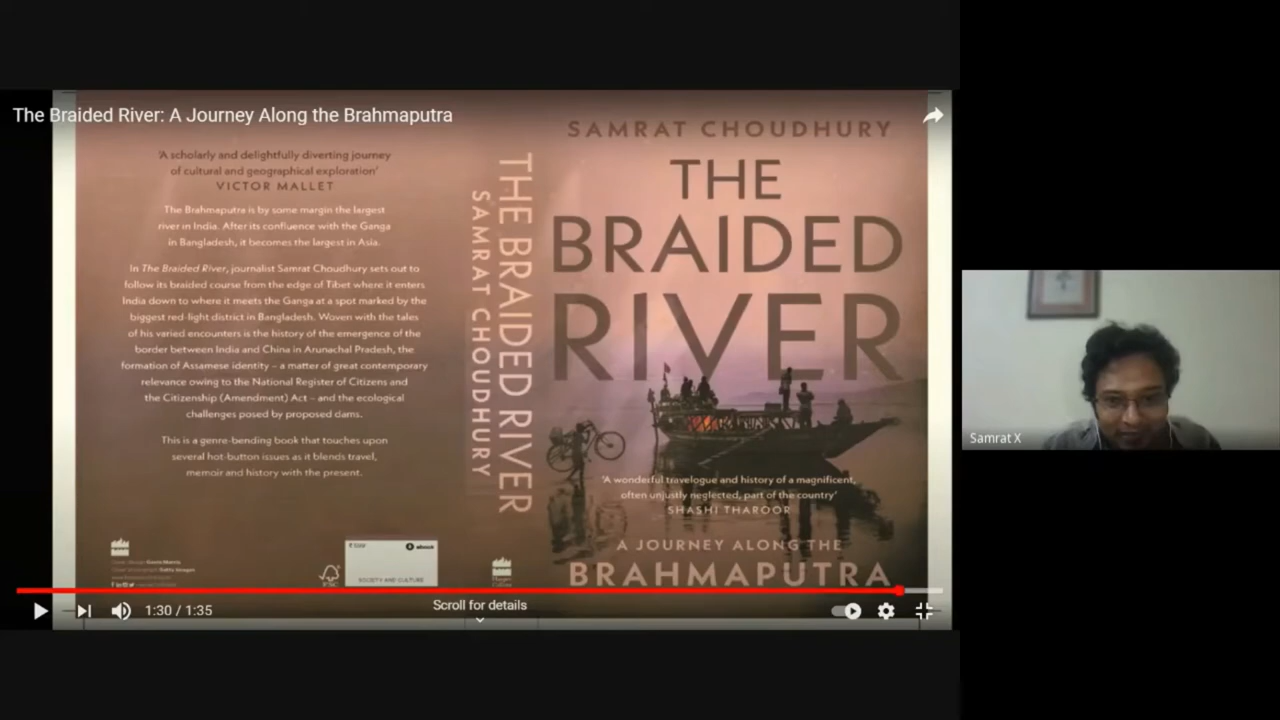 The Braided River: A Journey Along the Brahmaputra
'A scholarly and delightfully diverting journey
of cultural and geographical exploration'
VICTOR MALLET
The Brahmaputra is by some margin the largest
river in India. After its confluence with the Ganga
in Bangladesh, it becomes the largest in Asia.
In The Braided River, journalist Samrat Choudhury sets out to
follow its braided course from the edge of Tibet where it enters
India down to where it meets the Ganga at a spot marked by the
biggest red-light district in Bangladesh. Woven with the tales
of his varied encounters is the history of the emergence of the
border between India and China in Arunachal Pradesh, the
formation of Assamese identity – a matter of great contemporary
relevance owing to the National Register of Citizens and
the Citizenship (Amendment) Act – and the ecological
challenges posed by proposed dams.
This is a genre-bending book that touches upon
several hot-button issues as it blends travel,
memoir and history with the present.
SOCIETY AND CULTURE
THE BRAIDED RIVER
SAMRAT CHOUDHURY
SAMRAT CHOUDHURY
THE
BRAIDED
RIVER
'A wonderful travelogue and history of a magnificent,
often unjustly neglected, part of the country'
SHASHI THAROOR
A JOURNEY ALONG THE
BRAHMAPUTRA
1:30 / 1:35
Scroll for details
Samrat X